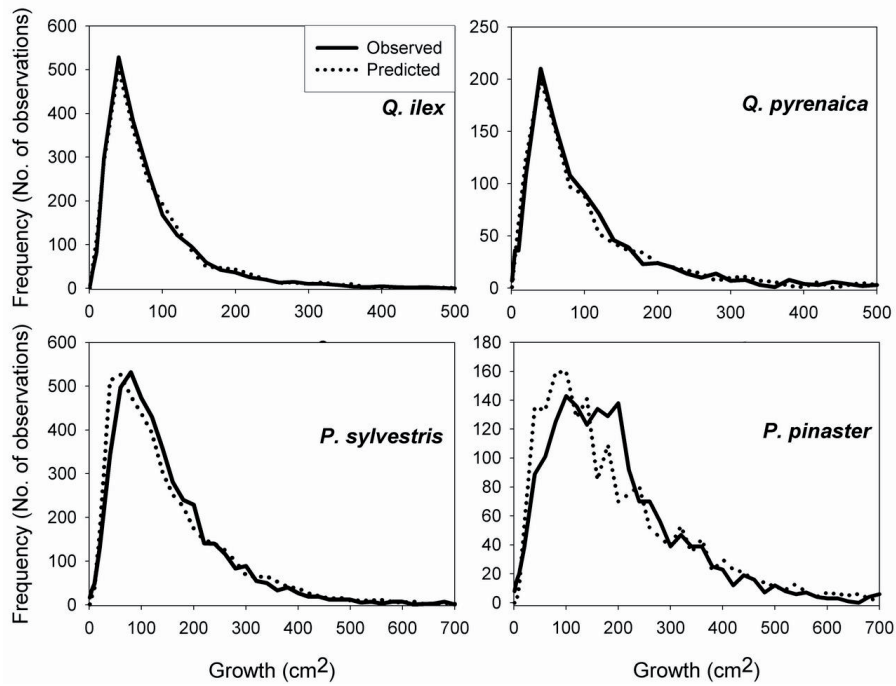 Frequency (No. of observations)
600
500
400
300
200
100
0
Observed
Predicted
Q. ilex
0 100 200 300 400 500
250
200
150
100
50
0
Q. pyrenaica
0 100 200 300 400 500
Frequency (No. of observations)
600
500
400
300
200
100
0
P. sylvestris
0 100 200 300 400 500 600 700
Growth (cm2)
180
160
140
120
100
80
60
40
20
0
P. pinaster
0 100 200 300 400 500 600 700
Growth (cm2)